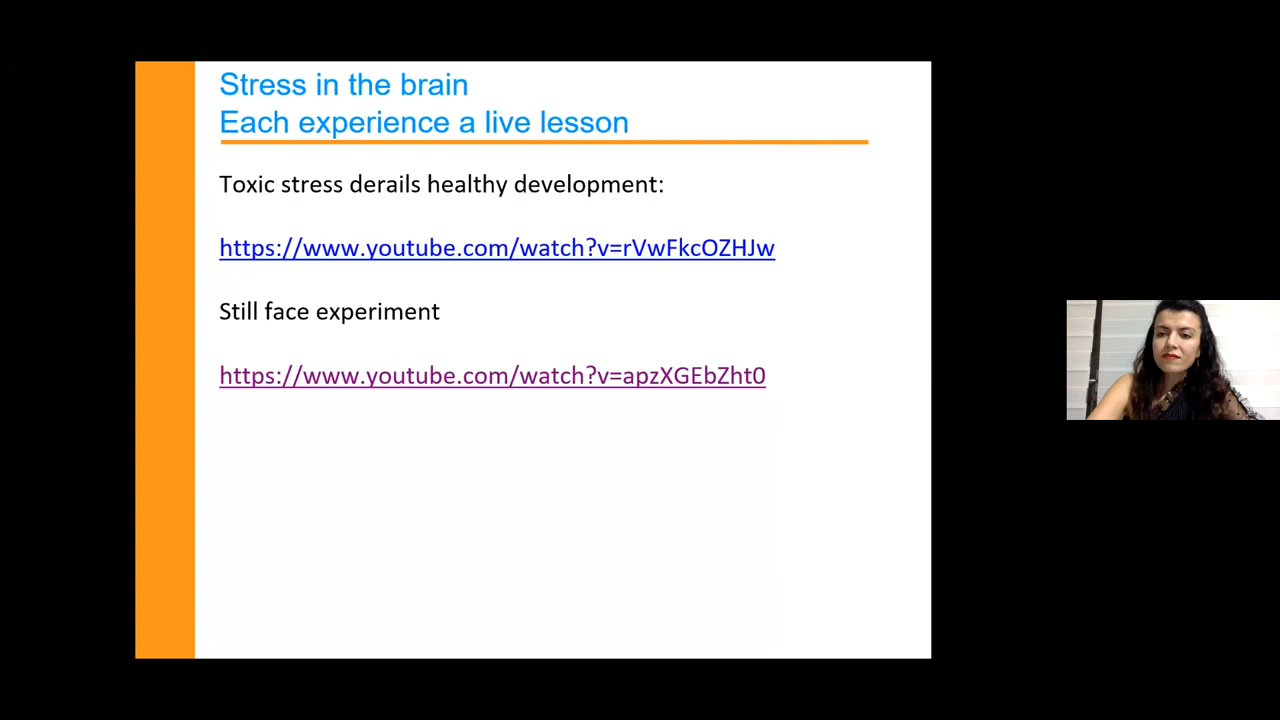 Stress in the brain
Each experience a live lesson
Toxic stress derails healthy development:
https://www.youtube.com/watch?v=rVwFkcOZHJw
Still face experiment
https://www.youtube.com/watch?v=apzXGEbZht0